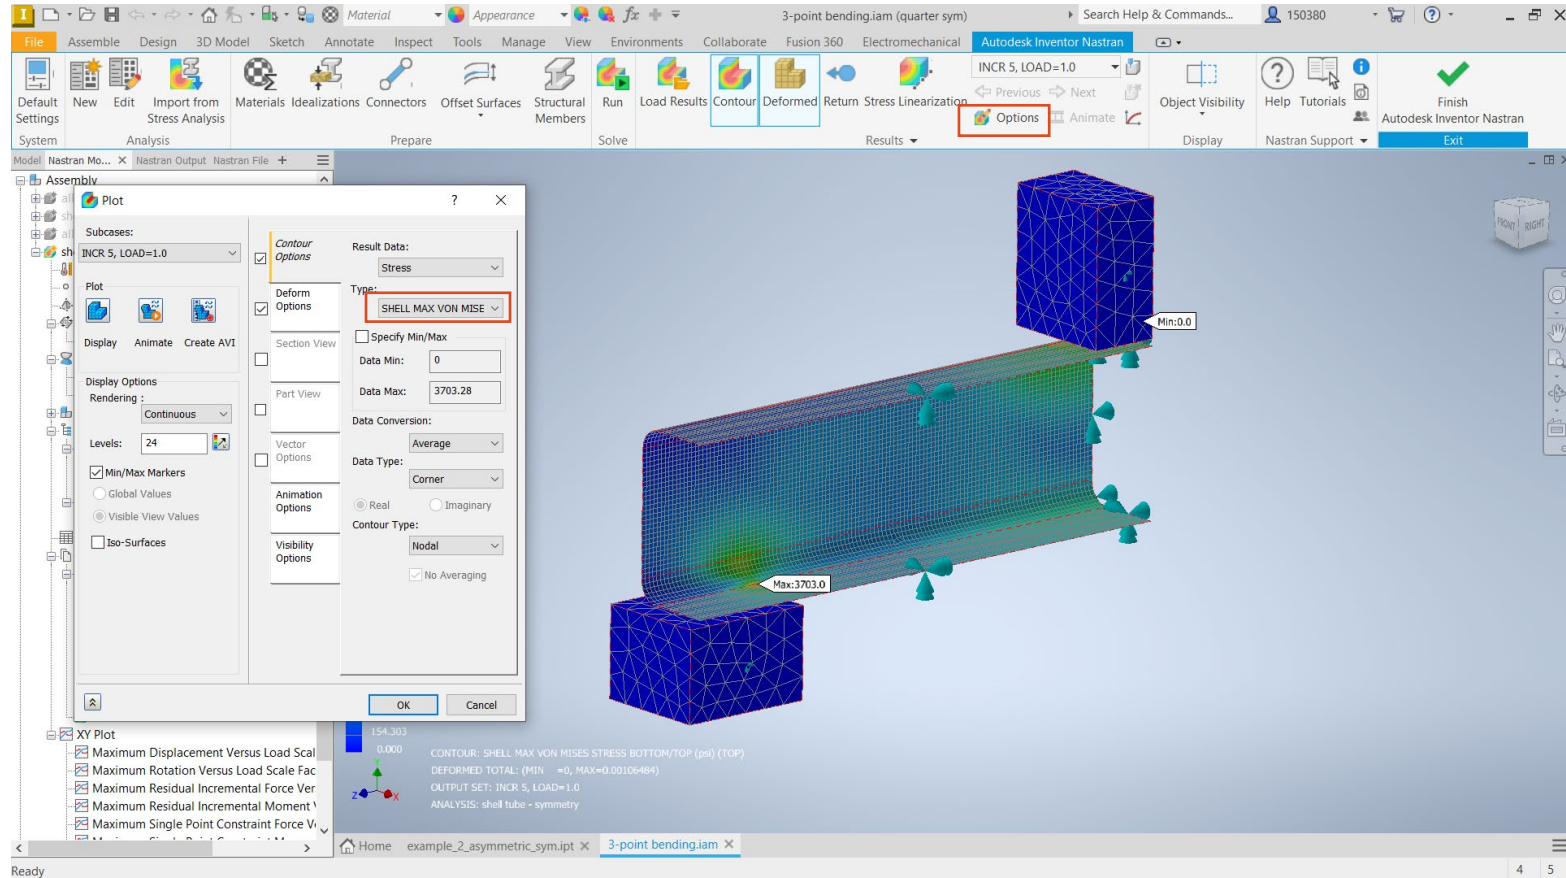 Material
Appearance
fx
3-point bending.iam (quarter sym)
Search Help & Commands...
150380
File Assemble Design 3D Model Sketch Annotate Inspect Tools Manage View Environments Collaborate Fusion 360 Electromechanical Autodesk Inventor Nastran
Default Settings
New
Edit
Import from Stress Analysis
Materials
Idealizations
Connectors
Offset Surfaces
Structural Members
Run
Load Results
Contour
Deformed
Return
Stress Linearization
INCR 5, LOAD=1.0
Previous
Next
Options
Animate
Object Visibility
Help
Tutorials
Finish
Autodesk Inventor Nastran
System
Analysis
Prepare
Solve
Results
Display
Nastran Support
Exit
Model Nastran Mo... Nastran Output Nastran File
Assembly
Plot
Subcases:
INCR 5, LOAD=1.0
Plot
Display
Animate
Create AVI
Display Options
Rendering :
Continuous
Levels: 24
Min/Max Markers
Global Values
Visible View Values
Iso-Surfaces
Contour Options
Deform Options
Section View
Part View
Vector Options
Animation Options
Visibility Options
Result Data:
Stress
Type:
SHELL MAX VON MISE
Specify Min/Max
Data Min: 0
Data Max: 3703.28
Data Conversion:
Average
Data Type:
Corner
Real
Imaginary
Contour Type:
Nodal
No Averaging
OK
Cancel
XY Plot
Maximum Displacement Versus Load Scal
Maximum Rotation Versus Load Scale Fac
Maximum Residual Incremental Force Ver
Maximum Residual Incremental Moment
Maximum Single Point Constraint Force V
FRONT
RIGHT
Min:0.0
Max:3703.0
154.303
0.000
CONTOUR: SHELL MAX VON MISES STRESS BOTTOM/TOP (psi) (TOP)
DEFORMED TOTAL: (MIN =0, MAX=0.00106484)
OUTPUT SET: INCR 5, LOAD=1.0
ANALYSIS: shell tube - symmetry
Y
Z
X
Home
example_2_asymmetric_sym.ipt
3-point bending.iam
Ready
4 5